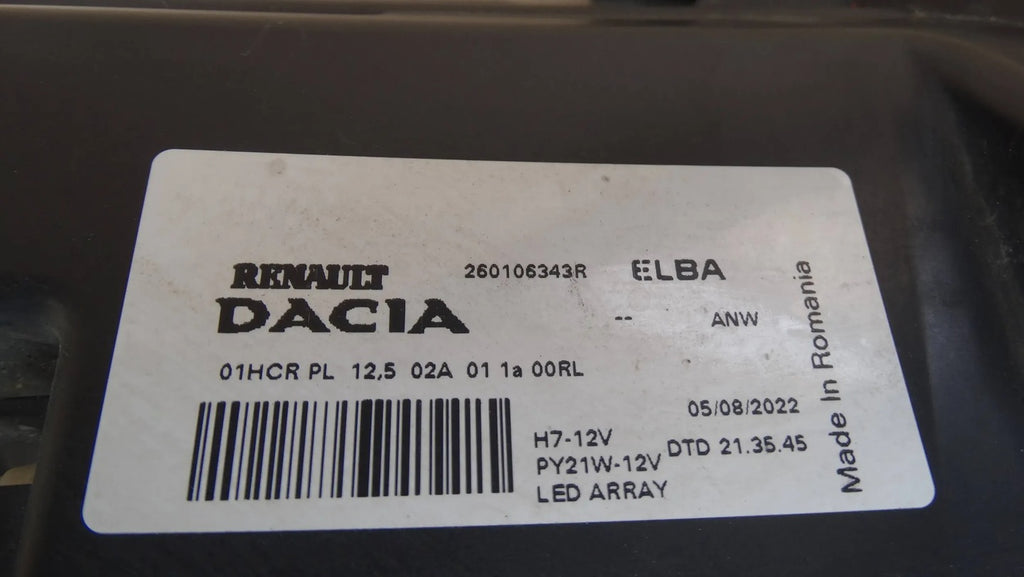 RENAULT 260106343R ELBA
DACIA -- ANW
01HCR PL 12,5 02A 01 1a 00RL
05/08/2022
H7-12V
PY21W-12V DTD 21.35.45
LED ARRAY
Made In Romania